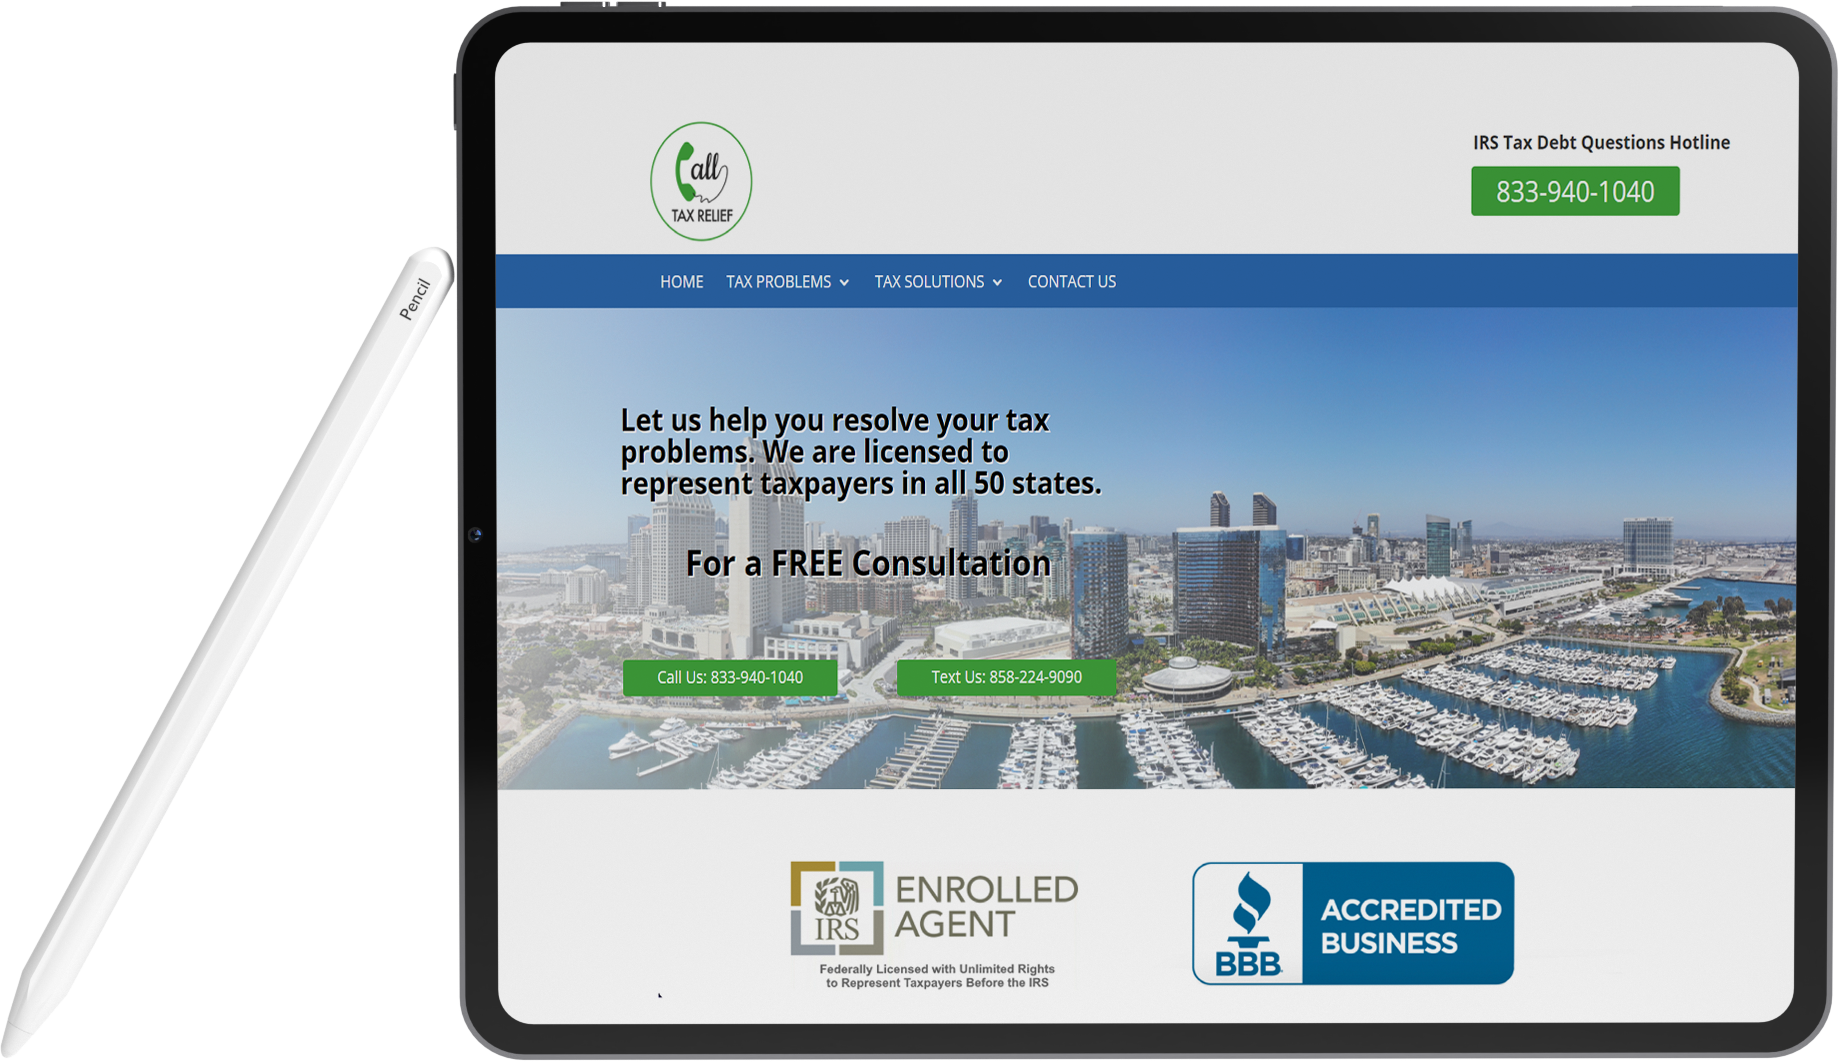 Pencil
Call
TAX RELIEF
IRS Tax Debt Questions Hotline
833-940-1040
HOME TAX PROBLEMS TAX SOLUTIONS CONTACT US
Let us help you resolve your tax
problems. We are licensed to
represent taxpayers in all 50 states.
For a FREE Consultation
Call Us: 833-940-1040 Text Us: 858-224-9090
IRS
ENROLLED
AGENT
Federally Licensed with Unlimited Rights
to Represent Taxpayers Before the IRS
BBB
ACCREDITED
BUSINESS